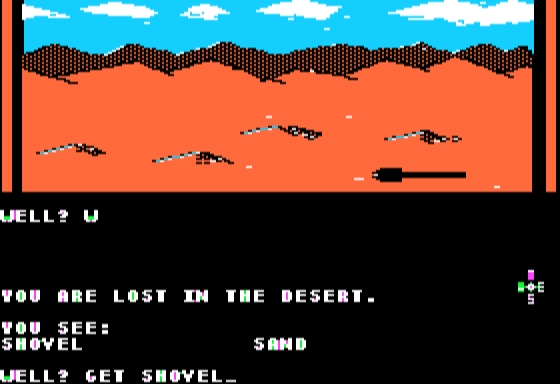 WELL? W
YOU ARE LOST IN THE DESERT.
E
S
YOU SEE:
SHOVEL SAND
WELL? GET SHOVEL_